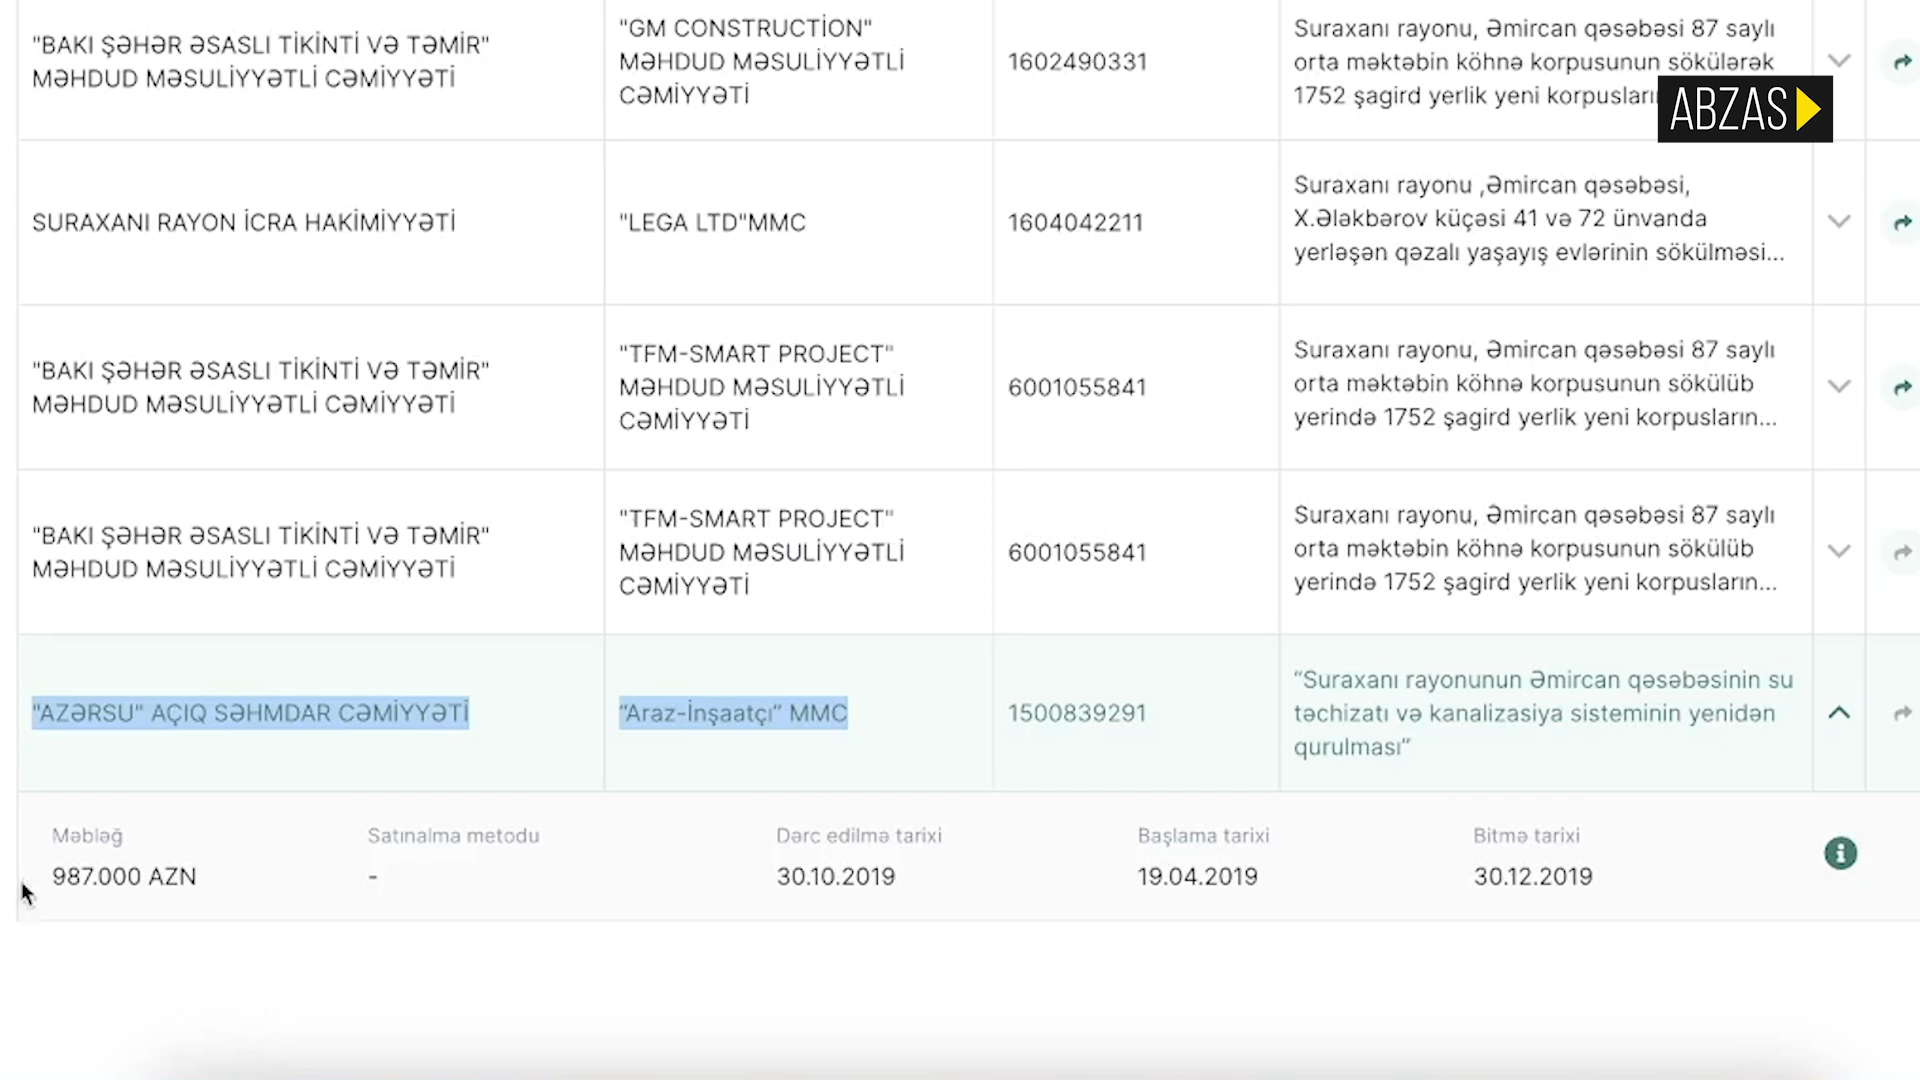 "BAKI ŞƏHƏR ƏSASLI TİKİNTİ VƏ TƏMİR"
MƏHDUD MƏSULİYYƏTLİ CƏMİYYƏTİ
"GM CONSTRUCTİON"
MƏHDUD MƏSULİYYƏTLİ
CƏMİYYƏTİ
1602490331
Suraxanı rayonu, Əmircan qəsəbəsi 87 saylı
orta məktəbin köhnə korpusunun sökülərək
1752 şagird yerlik yeni korpusları
ABZAS
SURAXANI RAYON İCRA HAKİMİYYƏTİ
"LEGA LTD"MMC
1604042211
Suraxanı rayonu ,Əmircan qəsəbəsi,
X.Ələkbərov küçəsi 41 və 72 ünvanda
yerləşən qəzalı yaşayış evlərinin sökülməsi...
"BAKI ŞƏHƏR ƏSASLI TİKİNTİ VƏ TƏMİR"
MƏHDUD MƏSULİYYƏTLİ CƏMİYYƏTİ
"TFM-SMART PROJECT"
MƏHDUD MƏSULİYYƏTLİ
CƏMİYYƏTİ
6001055841
Suraxanı rayonu, Əmircan qəsəbəsi 87 saylı
orta məktəbin köhnə korpusunun sökülüb
yerində 1752 şagird yerlik yeni korpusların...
"BAKI ŞƏHƏR ƏSASLI TİKİNTİ VƏ TƏMİR"
MƏHDUD MƏSULİYYƏTLİ CƏMİYYƏTİ
"TFM-SMART PROJECT"
MƏHDUD MƏSULİYYƏTLİ
CƏMİYYƏTİ
6001055841
Suraxanı rayonu, Əmircan qəsəbəsi 87 saylı
orta məktəbin köhnə korpusunun sökülüb
yerində 1752 şagird yerlik yeni korpusların...
"AZƏRSU" AÇIQ SƏHMDAR CƏMİYYƏTİ
“Araz-İnşaatçı” MMC
1500839291
“Suraxanı rayonunun Əmircan qəsəbəsinin su
təchizatı və kanalizasiya sisteminin yenidən
qurulması”
Məbləğ
987.000 AZN
Satınalma metodu
-
Dərc edilmə tarixi
30.10.2019
Başlama tarixi
19.04.2019
Bitmə tarixi
30.12.2019